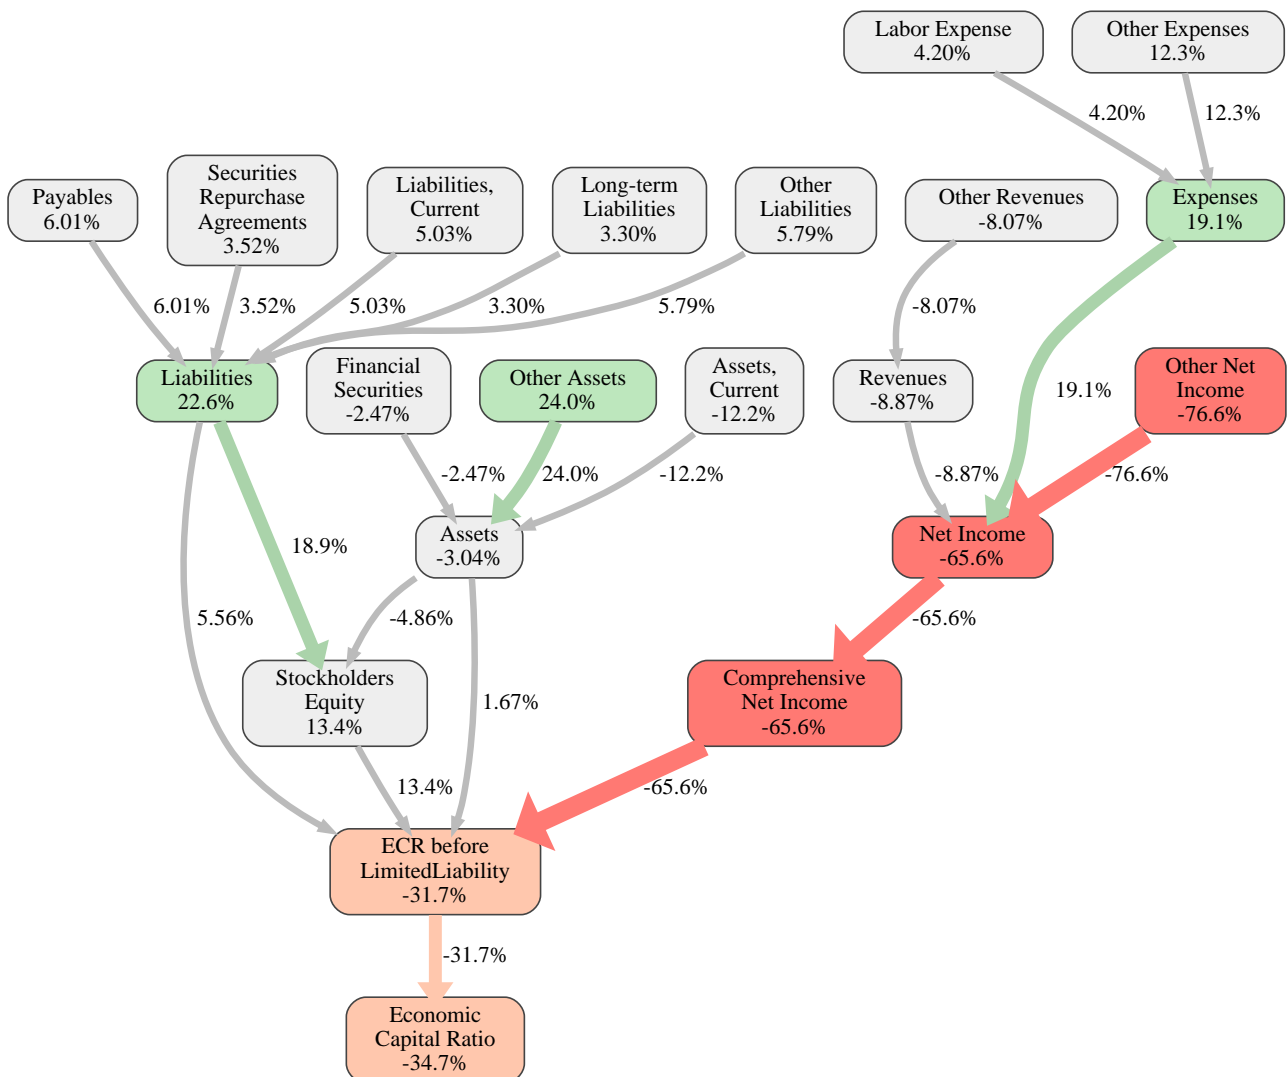 Labor Expense
4.20%
Other Expenses
12.3%
4.20%
12.3%
Payables
6.01%
Securities
Repurchase
Agreements
3.52%
Liabilities,
Current
5.03%
Long-term
Liabilities
3.30%
Other
Liabilities
5.79%
Other Revenues
-8.07%
Expenses
19.1%
6.01%
3.52%
5.03%
3.30%
5.79%
-8.07%
Liabilities
22.6%
Financial
Securities
-2.47%
Other Assets
24.0%
Assets,
Current
-12.2%
Revenues
-8.87%
19.1%
Other Net
Income
-76.6%
-2.47%
24.0%
-12.2%
-8.87%
-76.6%
18.9%
Assets
-3.04%
Net Income
-65.6%
5.56%
-4.86%
-65.6%
Stockholders
Equity
13.4%
1.67%
Comprehensive
Net Income
-65.6%
13.4%
-65.6%
ECR before
LimitedLiability
-31.7%
-31.7%
Economic
Capital Ratio
-34.7%